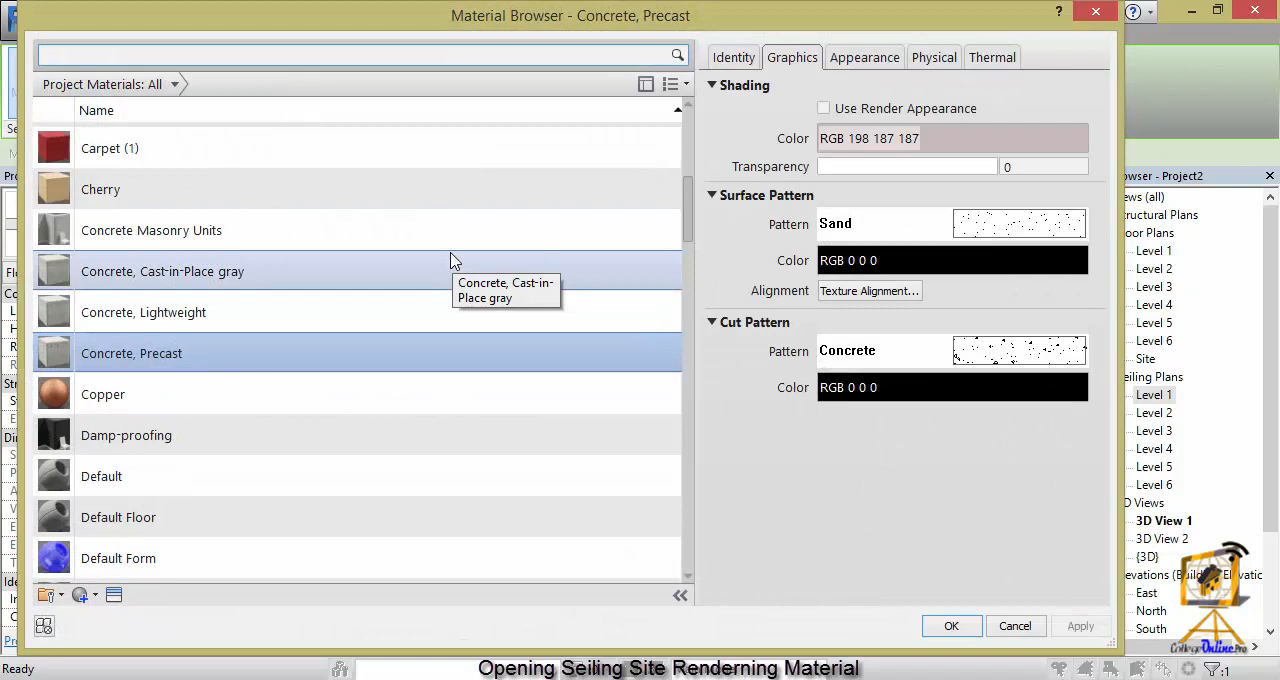 Material Browser - Concrete, Precast
?
Project Materials: All
Name
Carpet (1)
Cherry
Concrete Masonry Units
Concrete, Cast-in-Place gray
Concrete, Lightweight
Concrete, Precast
Copper
Damp-proofing
Default
Default Floor
Default Form
Concrete, Cast-in-
Place gray
Identity
Graphics
Appearance
Physical
Thermal
Shading
Use Render Appearance
Color RGB 198 187 187
Transparency 0
Surface Pattern
Pattern Sand
Color RGB 0 0 0
Alignment Texture Alignment...
Cut Pattern
Pattern Concrete
Color RGB 0 0 0
OK
Cancel
Apply
?
owser - Project2
ews (all)
tructural Plans
oor Plans
Level 1
Level 2
Level 3
Level 4
Level 5
Level 6
Site
eiling Plans
Level 1
Level 2
Level 3
Level 4
Level 5
Level 6
D Views
3D View 1
3D View 2
{3D}
East
North
South
CollegeOnline.Pro
Ready
:1
Opening Seiling Site Renderning Material